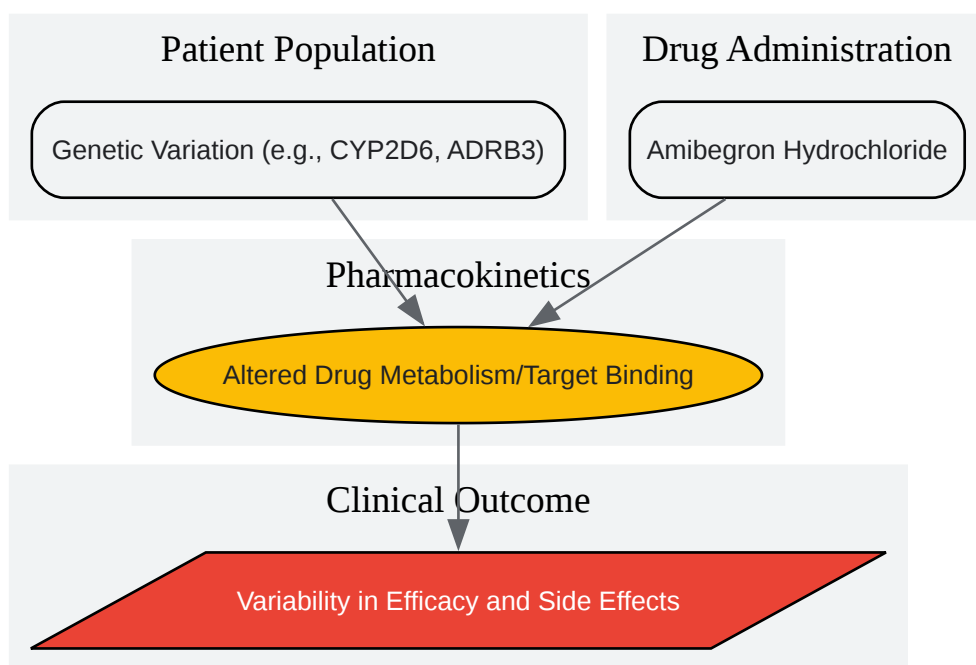 Patient Population
Drug Administration
Genetic Variation (e.g., CYP2D6, ADRB3)
Amibegron Hydrochloride
Pharmacokinetics
Altered Drug Metabolism/Target Binding
Clinical Outcome
Variability in Efficacy and Side Effects